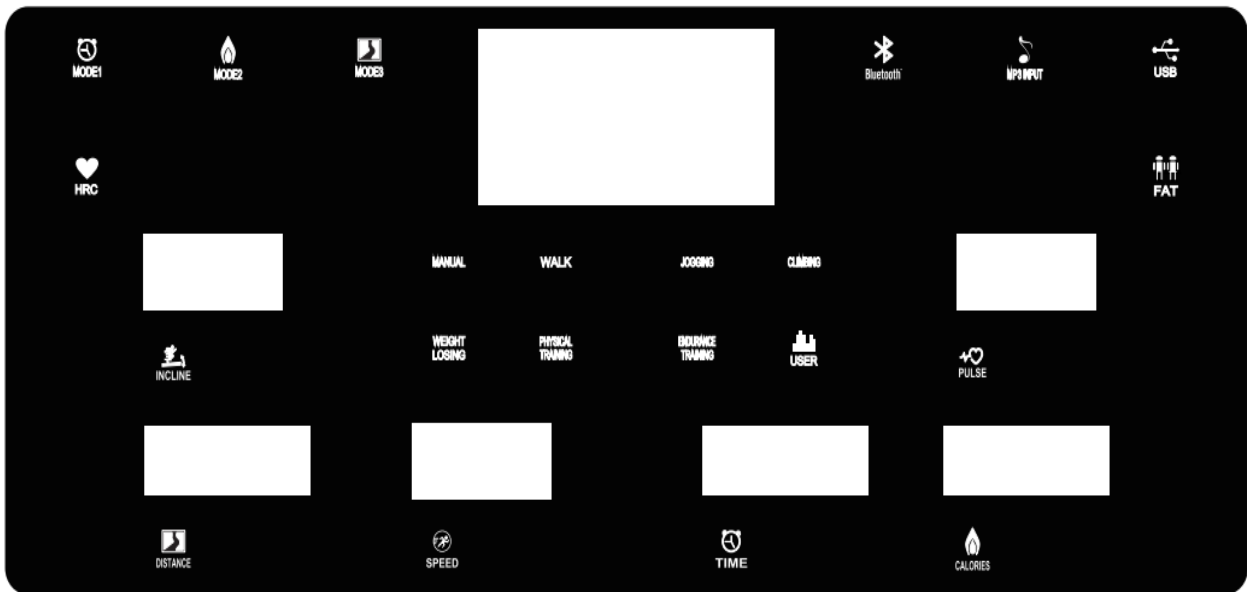 MODE1
MODE2
MODE3
Bluetooth
MP3 INPUT
USB
HRC
FAT
MANUAL
WALK
JOGGING
CLIMBING
WEIGHT
LOSING
PHYSICAL
TRAINING
ENDURANCE
TRAINING
USER
INCLINE
PULSE
DISTANCE
SPEED
TIME
CALORIES